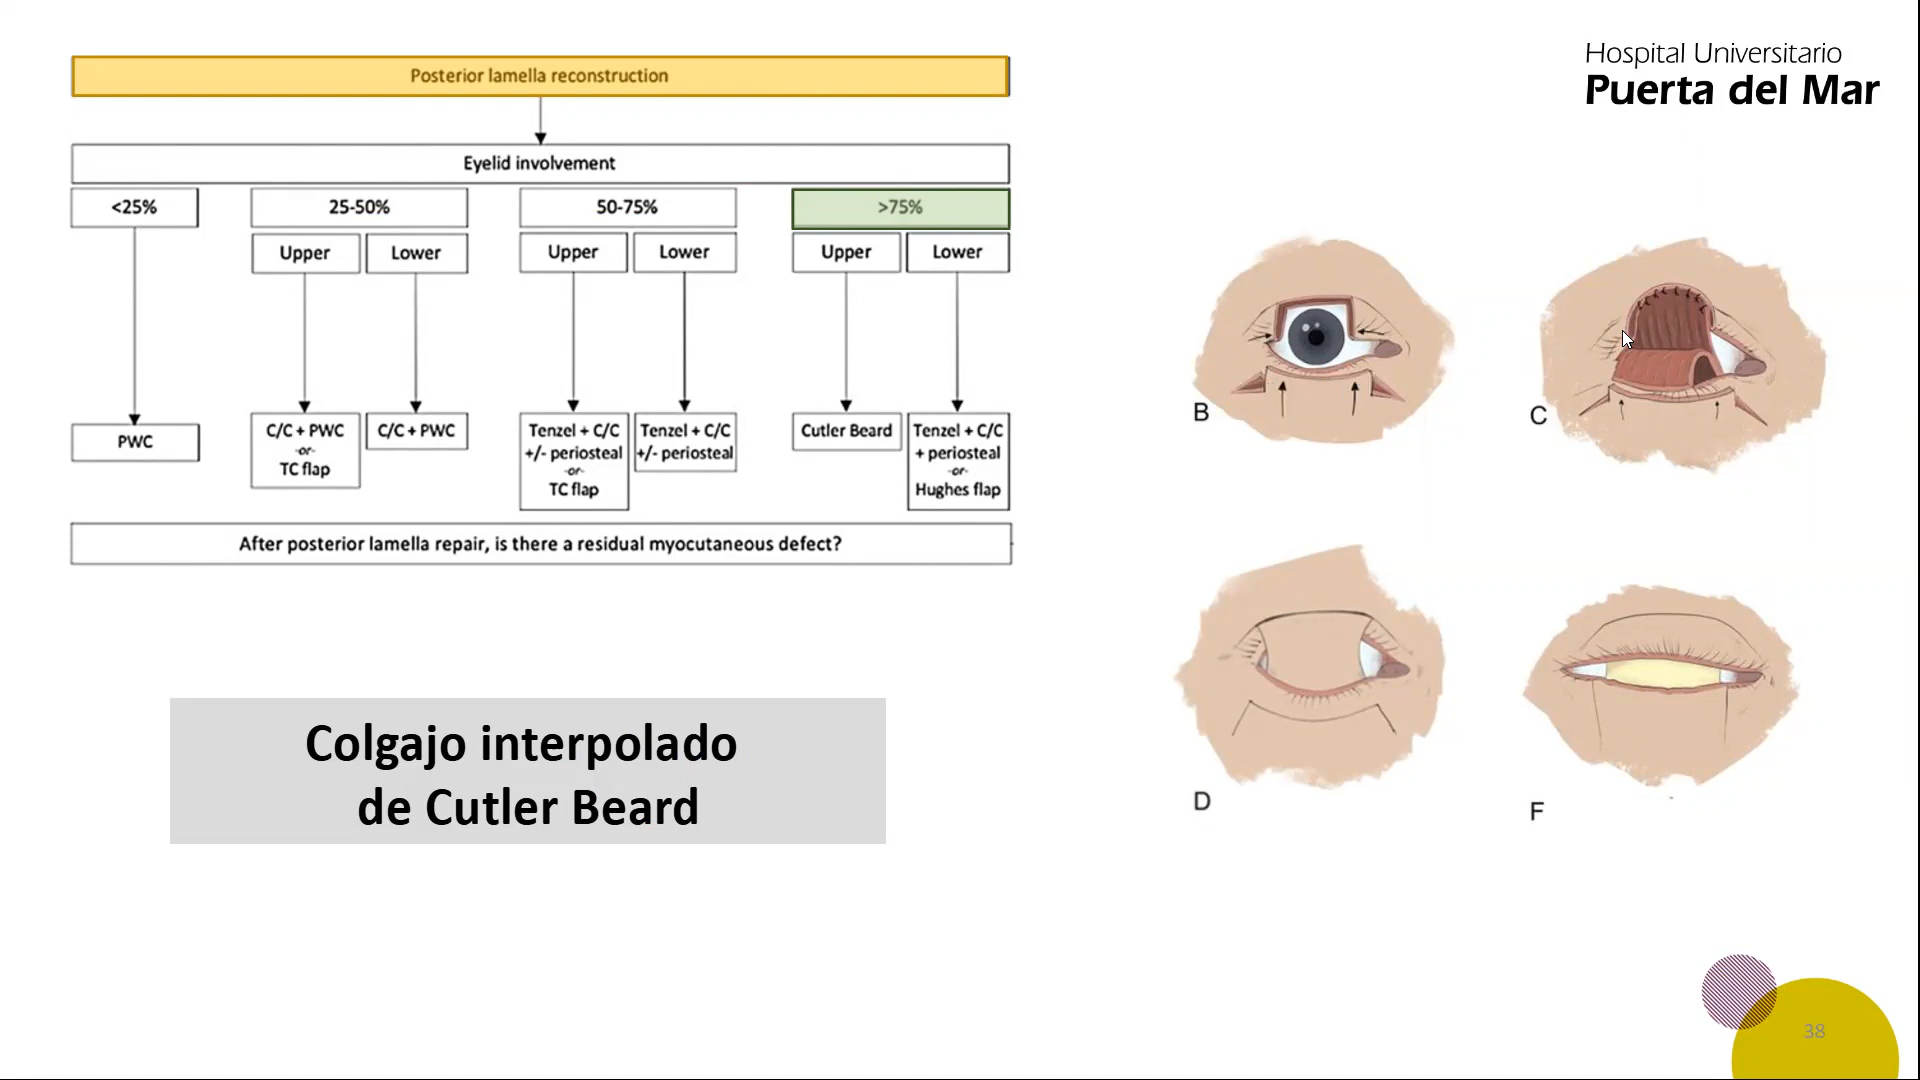 Hospital Universitario
Puerta del Mar
Posterior lamella reconstruction
Eyelid involvement
<25%
25-50%
50-75%
>75%
Upper
Lower
Upper
Lower
Upper
Lower
PWC
C/C + PWC
-or-
TC flap
C/C + PWC
Tenzel + C/C
+/- periosteal
-or-
TC flap
Tenzel + C/C
+/- periosteal
Cutler Beard
Tenzel + C/C
+ periosteal
-or-
Hughes flap
After posterior lamella repair, is there a residual myocutaneous defect?
Colgajo interpolado
de Cutler Beard
B
C
D
F
38